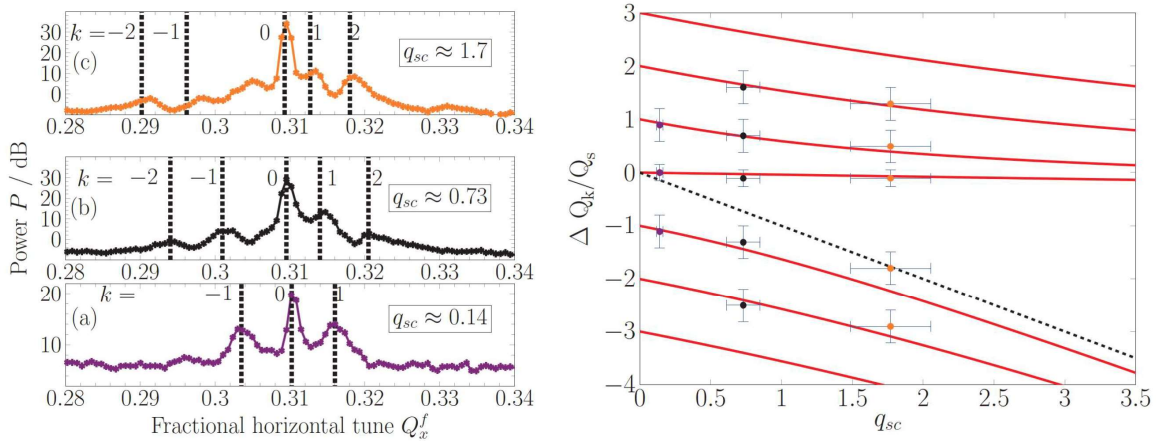 k = -2 -1 0 1 2
30
20
10
0
(c)
q_sc ≈ 1.7
0.28 0.29 0.3 0.31 0.32 0.33 0.34
k = -2 -1 0 1 2
30
20
10
0
(b)
q_sc ≈ 0.73
0.28 0.29 0.3 0.31 0.32 0.33 0.34
k = -1 0 1
20
10
(a)
q_sc ≈ 0.14
0.28 0.29 0.3 0.31 0.32 0.33 0.34
Power P / dB
Fractional horizontal tune Q_x^f
3
2
1
0
-1
-2
-3
-4
0 0.5 1 1.5 2 2.5 3 3.5
Δ Q_k/Q_s
q_sc